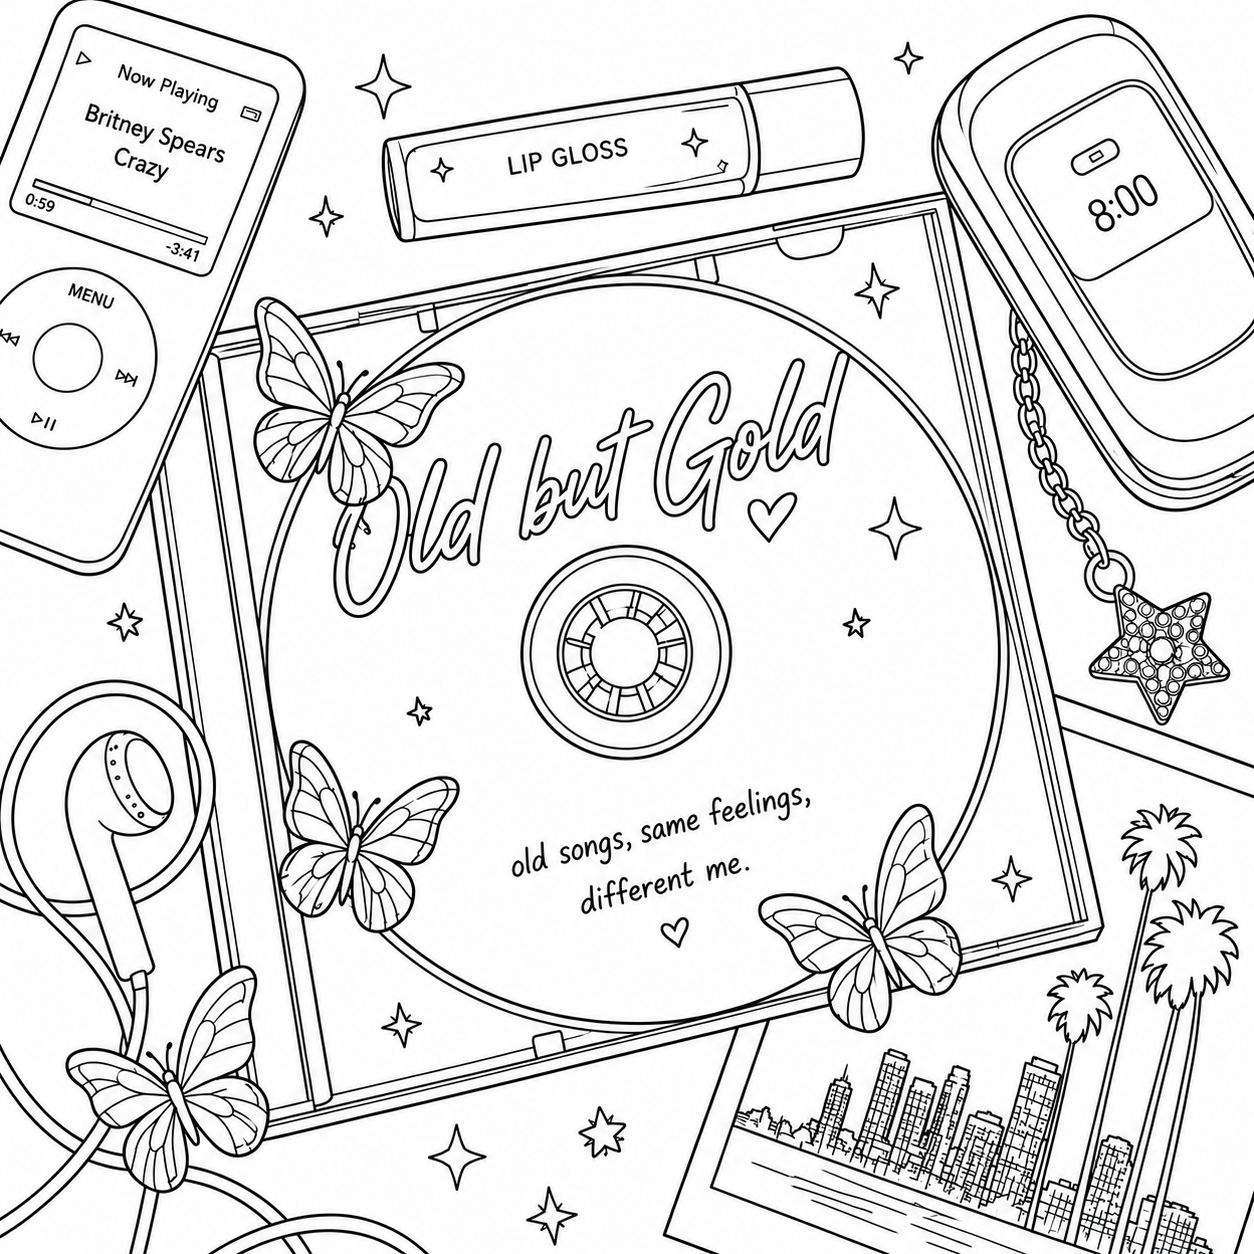 Now Playing
Britney Spears
Crazy
0:59
-3:41
MENU
LIP GLOSS
8:00
Old but Gold
old songs, same feelings,
different me.